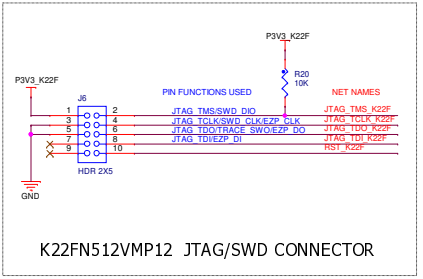 P3V3_K22F
R20
10K
P3V3_K22F
J6
PIN FUNCTIONS USED
NET NAMES
1 2 JTAG_TMS/SWD_DIO JTAG_TMS_K22F
3 4 JTAG_TCLK/SWD_CLK/EZP_CLK JTAG_TCLK_K22F
5 6 JTAG_TDO/TRACE_SWO/EZP_DO JTAG_TDO_K22F
7 8 JTAG_TDI/EZP_DI JTAG_TDI_K22F
9 10 RST_K22F
HDR 2X5
GND
K22FN512VMP12 JTAG/SWD CONNECTOR